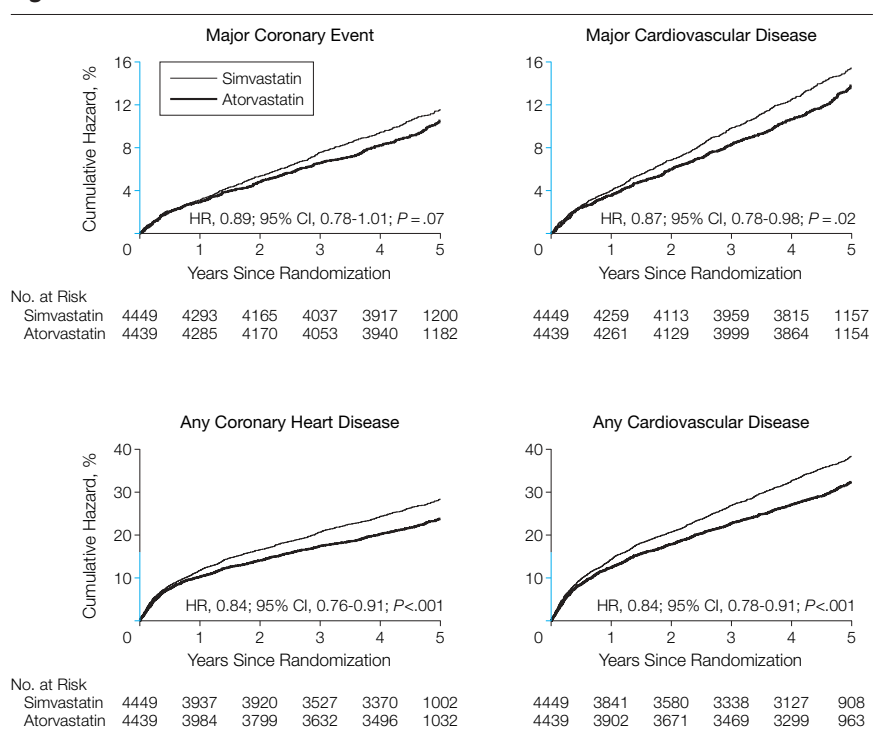 Major Coronary Event
16
12
8
4
0
Cumulative Hazard, %
Simvastatin
Atorvastatin
HR, 0.89; 95% CI, 0.78-1.01; P = .07
1 2 3 4 5
Years Since Randomization
No. at Risk
Simvastatin 4449 4293 4165 4037 3917 1200
Atorvastatin 4439 4285 4170 4053 3940 1182
Major Cardiovascular Disease
16
12
8
4
0
HR, 0.87; 95% CI, 0.78-0.98; P = .02
1 2 3 4 5
Years Since Randomization
4449 4259 4113 3959 3815 1157
4439 4261 4129 3999 3864 1154
Any Coronary Heart Disease
40
30
20
10
0
Cumulative Hazard, %
HR, 0.84; 95% CI, 0.76-0.91; P<.001
1 2 3 4 5
Years Since Randomization
No. at Risk
Simvastatin 4449 3937 3920 3527 3370 1002
Atorvastatin 4439 3984 3799 3632 3496 1032
Any Cardiovascular Disease
40
30
20
10
0
HR, 0.84; 95% CI, 0.78-0.91; P<.001
1 2 3 4 5
Years Since Randomization
4449 3841 3580 3338 3127 908
4439 3902 3671 3469 3299 963